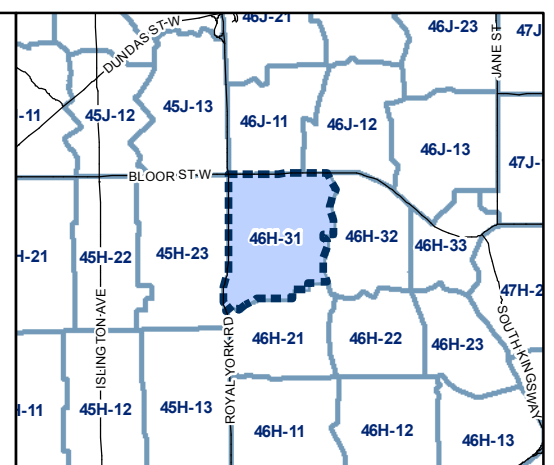 46J-21
46J-23
47J
DUNDAS ST W
JANE ST
-11
45J-12
45J-13
46J-11
46J-12
46J-13
47J-
BLOOR ST W
H-21
45H-22
45H-23
46H-31
46H-32
46H-33
47H-2
ISLINGTON AVE
ROYAL YORK RD
SOUTH KINGSWAY
46H-21
46H-22
46H-23
H-11
45H-12
45H-13
46H-11
46H-12
46H-13